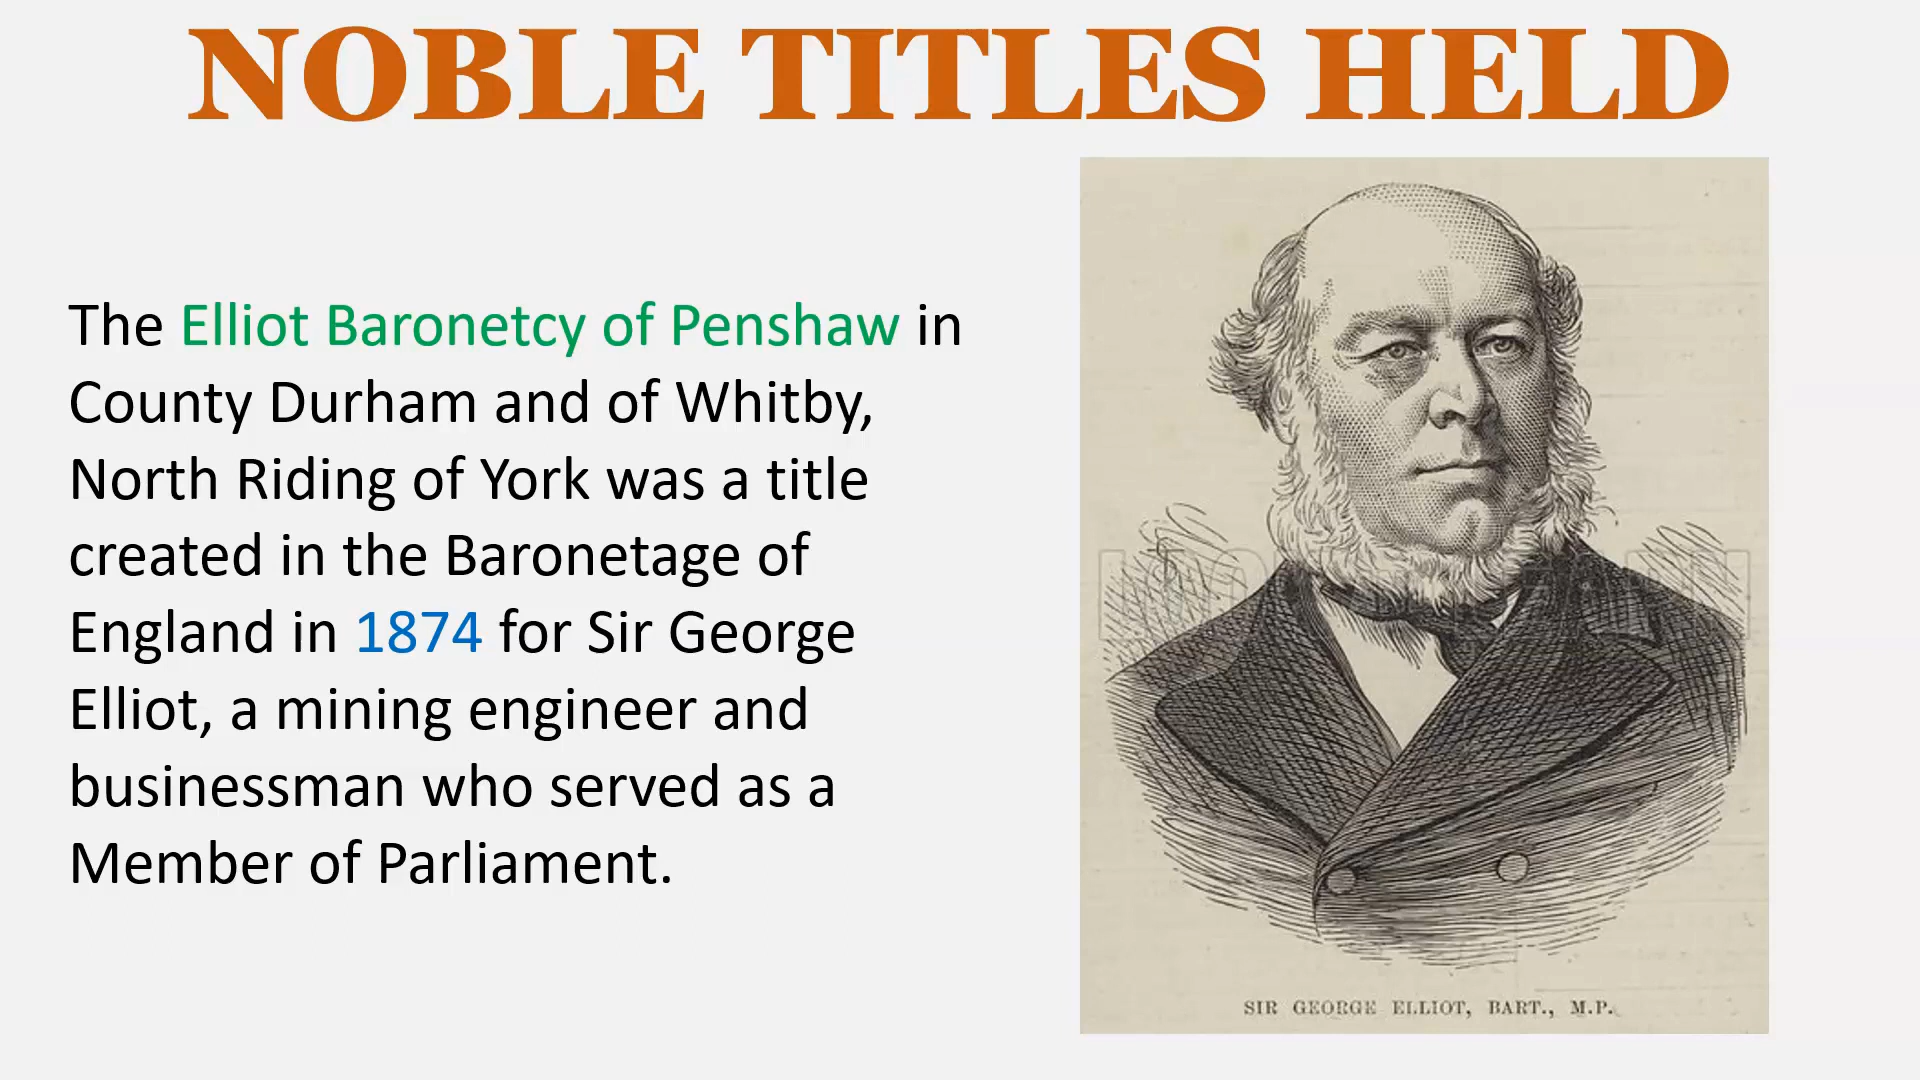 NOBLE TITLES HELD
The Elliot Baronetcy of Penshaw in
County Durham and of Whitby,
North Riding of York was a title
created in the Baronetage of
England in 1874 for Sir George
Elliot, a mining engineer and
businessman who served as a
Member of Parliament.
SIR GEORGE ELLIOT, BART., M.P.